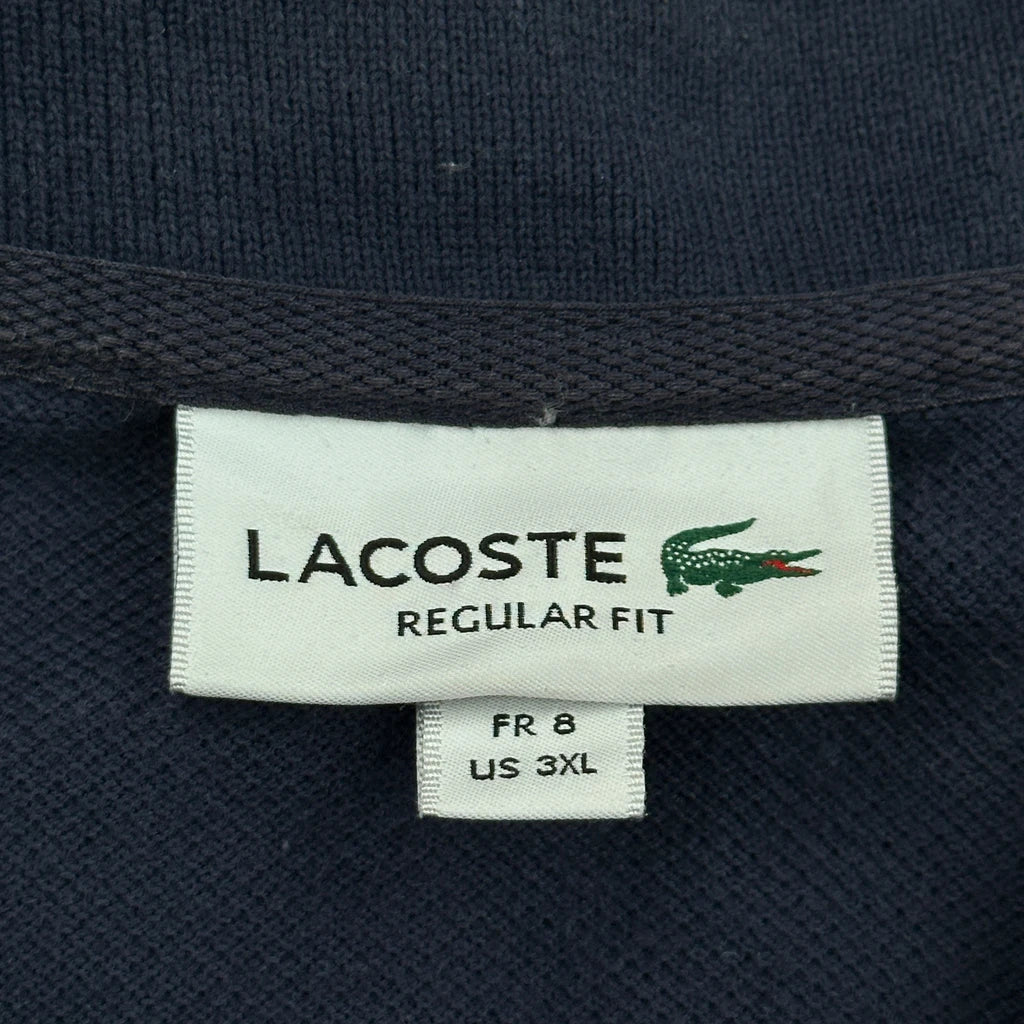 LACOSTE
REGULAR FIT
FR 8
US 3XL